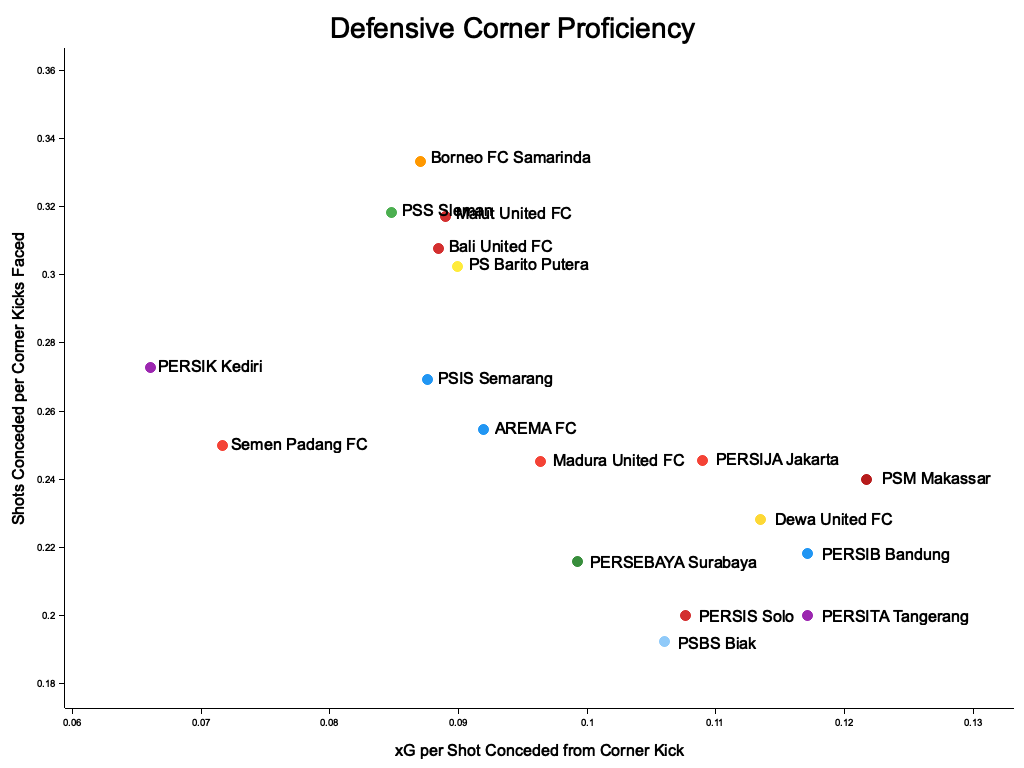 Defensive Corner Proficiency
Shots Conceded per Corner Kicks Faced
0.36
0.34
0.32
0.3
0.28
0.26
0.24
0.22
0.2
0.18
Borneo FC Samarinda
PSS Sleman
Malut United FC
Bali United FC
PS Barito Putera
PERSIK Kediri
PSIS Semarang
AREMA FC
Semen Padang FC
Madura United FC
PERSIJA Jakarta
PSM Makassar
Dewa United FC
PERSIB Bandung
PERSEBAYA Surabaya
PERSIS Solo
PERSITA Tangerang
PSBS Biak
0.06
0.07
0.08
0.09
0.1
0.11
0.12
0.13
xG per Shot Conceded from Corner Kick